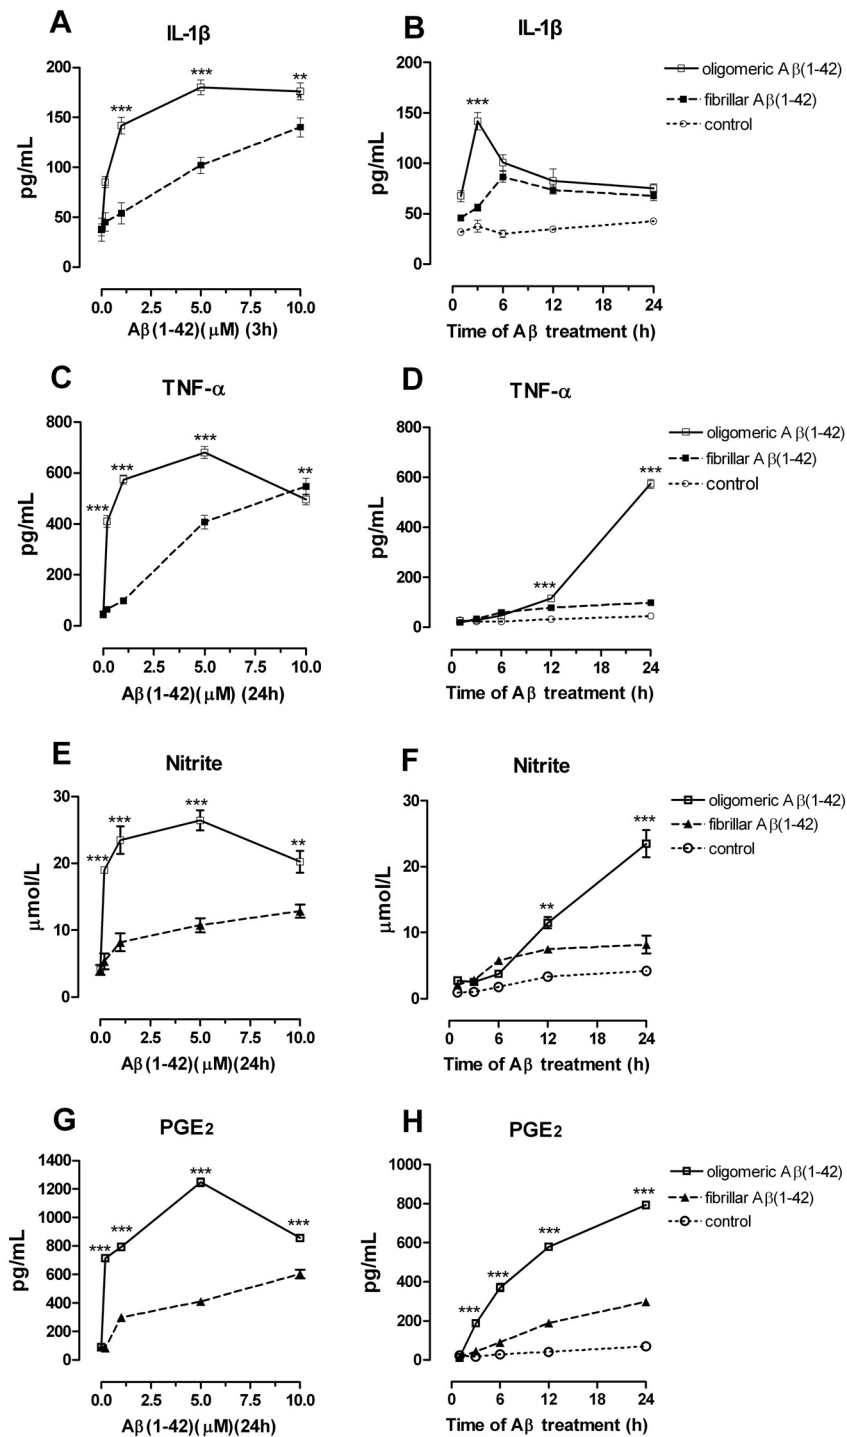 A
IL-1β
200
150
100
50
0
pg/mL
***
***
**
*
0.0 2.5 5.0 7.5 10.0
Aβ(1-42)(μM) (3h)
B
IL-1β
200
150
100
50
0
pg/mL
***
0 6 12 18 24
Time of Aβ treatment (h)
oligomeric Aβ(1-42)
fibrillar Aβ(1-42)
control
C
TNF-α
800
600
400
200
0
pg/mL
***
***
***
**
0.0 2.5 5.0 7.5 10.0
Aβ(1-42)(μM) (24h)
D
TNF-α
800
600
400
200
0
pg/mL
***
***
0 6 12 18 24
Time of Aβ treatment (h)
oligomeric Aβ(1-42)
fibrillar Aβ(1-42)
control
E
Nitrite
30
20
10
0
μmol/L
***
***
***
**
0.0 2.5 5.0 7.5 10.0
Aβ(1-42)(μM)(24h)
F
Nitrite
30
20
10
0
μmol/L
**
***
0 6 12 18 24
Time of Aβ treatment (h)
oligomeric Aβ(1-42)
fibrillar Aβ(1-42)
control
G
PGE2
1400
1200
1000
800
600
400
200
0
pg/mL
***
***
***
***
0.0 2.5 5.0 7.5 10.0
Aβ(1-42)(μM)(24h)
H
PGE2
1000
800
600
400
200
0
pg/mL
***
***
***
***
0 6 12 18 24
Time of Aβ treatment (h)
oligomeric Aβ(1-42)
fibrillar Aβ(1-42)
control